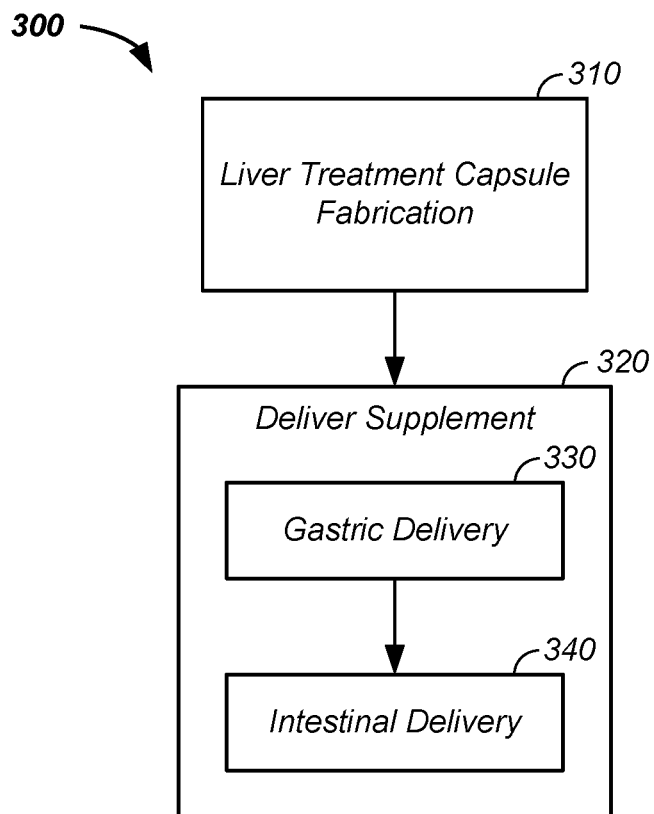 300
310
Liver Treatment Capsule
Fabrication
320
Deliver Supplement
330
Gastric Delivery
340
Intestinal Delivery